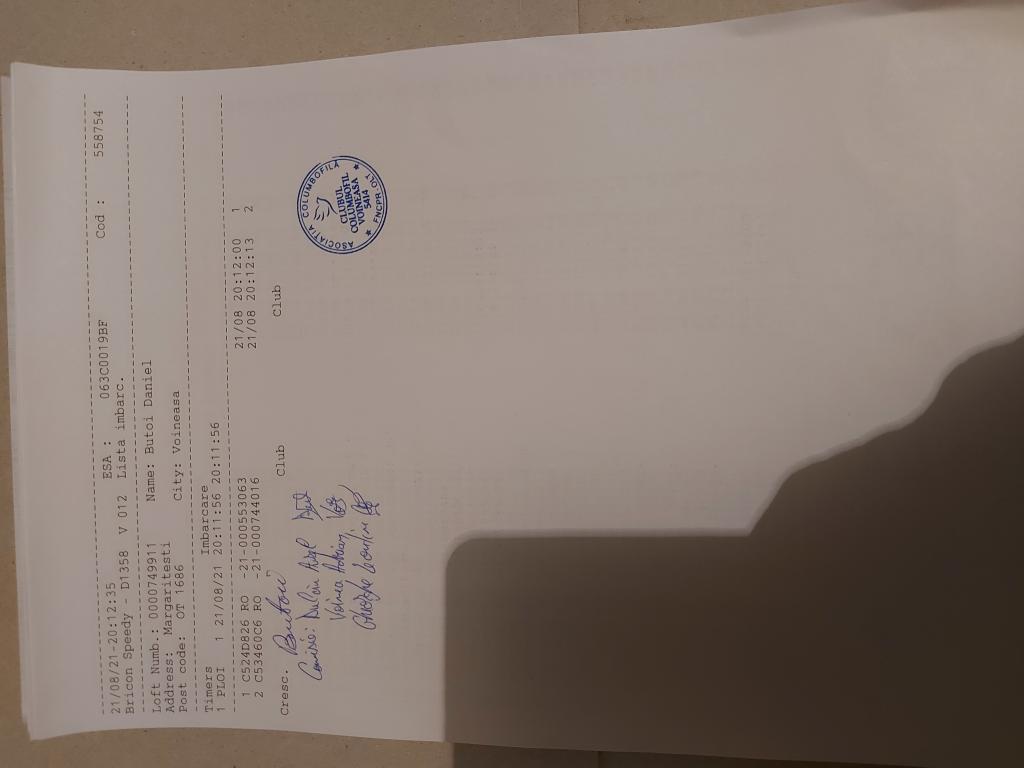 21/08/21-20:12:35 ESA : 063C0019BF Cod : 558754
Bricon Speedy - D1358 V 012 Lista imbarc.
Loft Numb.: 0000749911 Name: Butoi Daniel
Address: Margaritesti
Post code: OT 1686 City: Voineasa
Timers Imbarcare
1 PLOI 1 21/08/21 20:11:56 20:11:56
1 C524D826 RO -21-000553063 21/08 20:12:00 1
2 C53460C6 RO -21-000744016 21/08 20:12:13 2
Cresc. Club Club
Comisie:
Voinea Adrian
Gheorghe
ASOCIATIA COLUMBOFILA
CLUBUL
COLUMBOFIL
VOINEASA
5414
★ FNCPR .OLT. ★